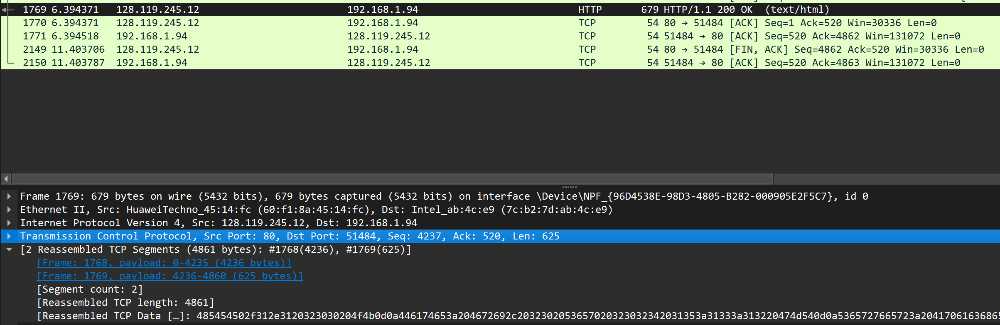 1769 6.394371 128.119.245.12 192.168.1.94 HTTP 679 HTTP/1.1 200 OK (text/html)
1770 6.394371 128.119.245.12 192.168.1.94 TCP 54 80 → 51484 [ACK] Seq=1 Ack=520 Win=30336 Len=0
1771 6.394518 192.168.1.94 128.119.245.12 TCP 54 51484 → 80 [ACK] Seq=520 Ack=4862 Win=131072 Len=0
2149 11.403706 128.119.245.12 192.168.1.94 TCP 54 80 → 51484 [FIN, ACK] Seq=4862 Ack=520 Win=30336 Len=0
2150 11.403787 192.168.1.94 128.119.245.12 TCP 54 51484 → 80 [ACK] Seq=520 Ack=4863 Win=131072 Len=0
Frame 1769: 679 bytes on wire (5432 bits), 679 bytes captured (5432 bits) on interface \Device\NPF_{96D4538E-98D3-4805-B282-000905E2F5C7}, id 0
Ethernet II, Src: HuaweiTechno_45:14:fc (60:f1:8a:45:14:fc), Dst: Intel_ab:4c:e9 (7c:b2:7d:ab:4c:e9)
Internet Protocol Version 4, Src: 128.119.245.12, Dst: 192.168.1.94
Transmission Control Protocol, Src Port: 80, Dst Port: 51484, Seq: 4237, Ack: 520, Len: 625
[2 Reassembled TCP Segments (4861 bytes): #1768(4236), #1769(625)]
[Frame: 1768, payload: 0-4235 (4236 bytes)]
[Frame: 1769, payload: 4236-4860 (625 bytes)]
[Segment count: 2]
[Reassembled TCP length: 4861]
[Reassembled TCP Data […]: 485454502f312e3120323030204f4b0d0a446174653a204672692c2032302053657020323032342031353a31333a313220474d540d0a5365727665723a20417061636865